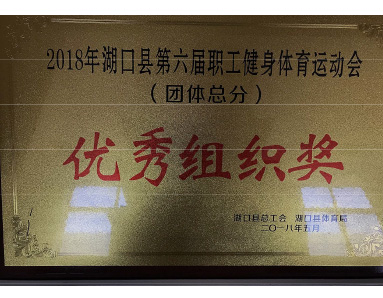 2018年湖口县第六届职工健身体育运动会
（团体总分）
优秀组织奖
湖口县总工会 湖口县体育局
二〇一八年五月